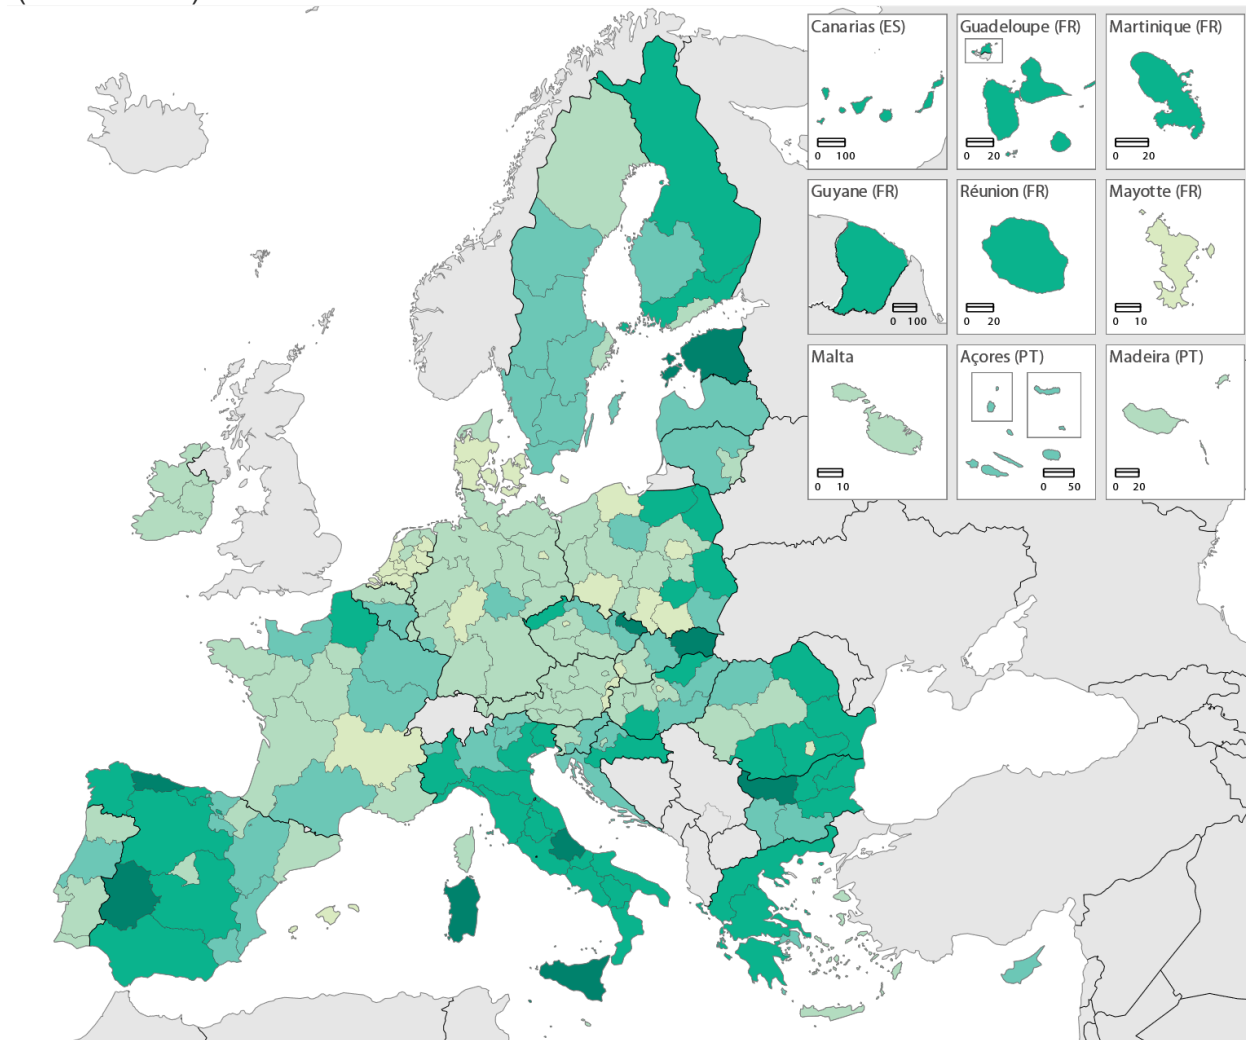 Canarias (ES)
0 100
Guadeloupe (FR)
0 20
Martinique (FR)
0 20
Guyane (FR)
0 100
Réunion (FR)
0 20
Mayotte (FR)
0 10
Malta
0 10
Açores (PT)
0 50
Madeira (PT)
0 20